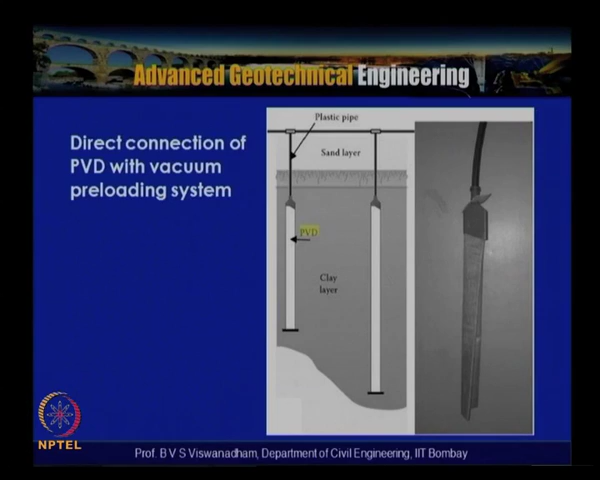 Advanced Geotechnical Engineering
Direct connection of
PVD with vacuum
preloading system
Plastic pipe
Sand layer
PVD
Clay
layer
NPTEL
Prof. B V S Viswanadham, Department of Civil Engineering, IIT Bombay